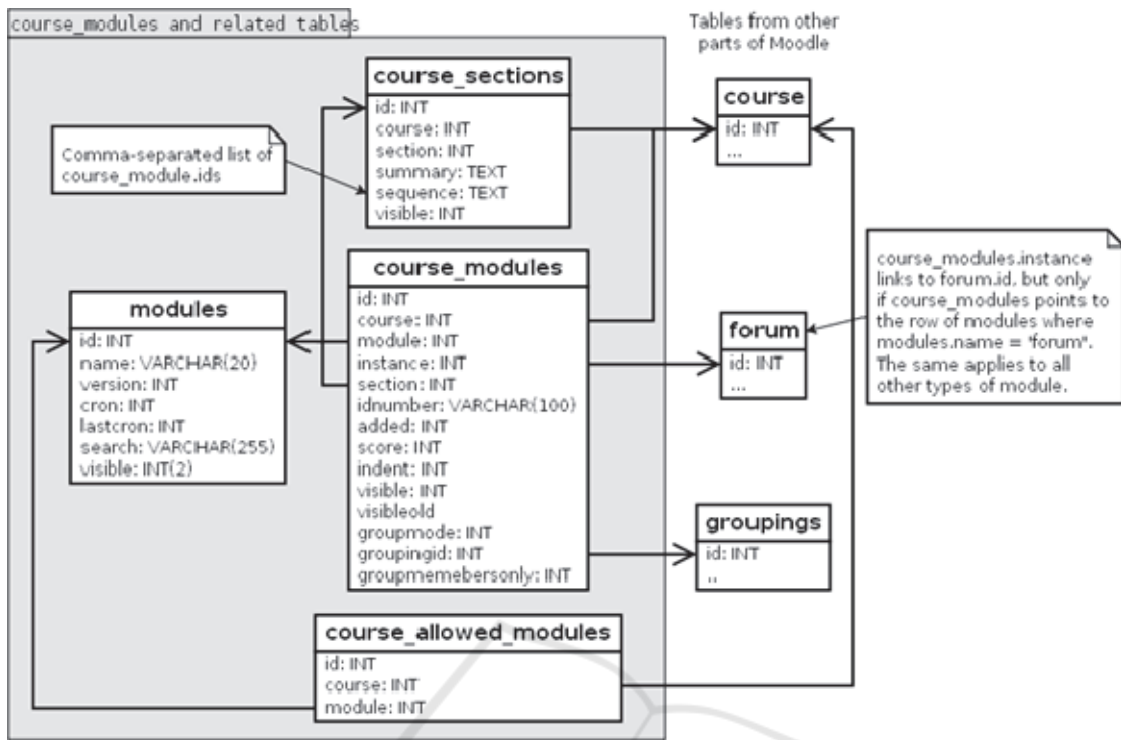 course_modules and related tables
Tables from other
parts of Moodle
course_sections
id: INT
course: INT
section: INT
summary: TEXT
sequence: TEXT
visible: INT
Comma-separated list of
course_module.ids
course
id: INT
...
course_modules
id: INT
course: INT
module: INT
instance: INT
section: INT
idnumber: VARCHAR(100)
added: INT
score: INT
indent: INT
visible: INT
visibleold
groupmode: INT
groupingid: INT
groupmemebersonly: INT
modules
id: INT
name: VARCHAR(20)
version: INT
cron: INT
lastcron: INT
search: VARCHAR(255)
visible: INT(2)
forum
id: INT
...
course_modules.instance
links to forum.id, but only
if course_modules points to
the row of modules where
modules.name = "forum".
The same applies to all
other types of module.
groupings
id: INT
..
course_allowed_modules
id: INT
course: INT
module: INT